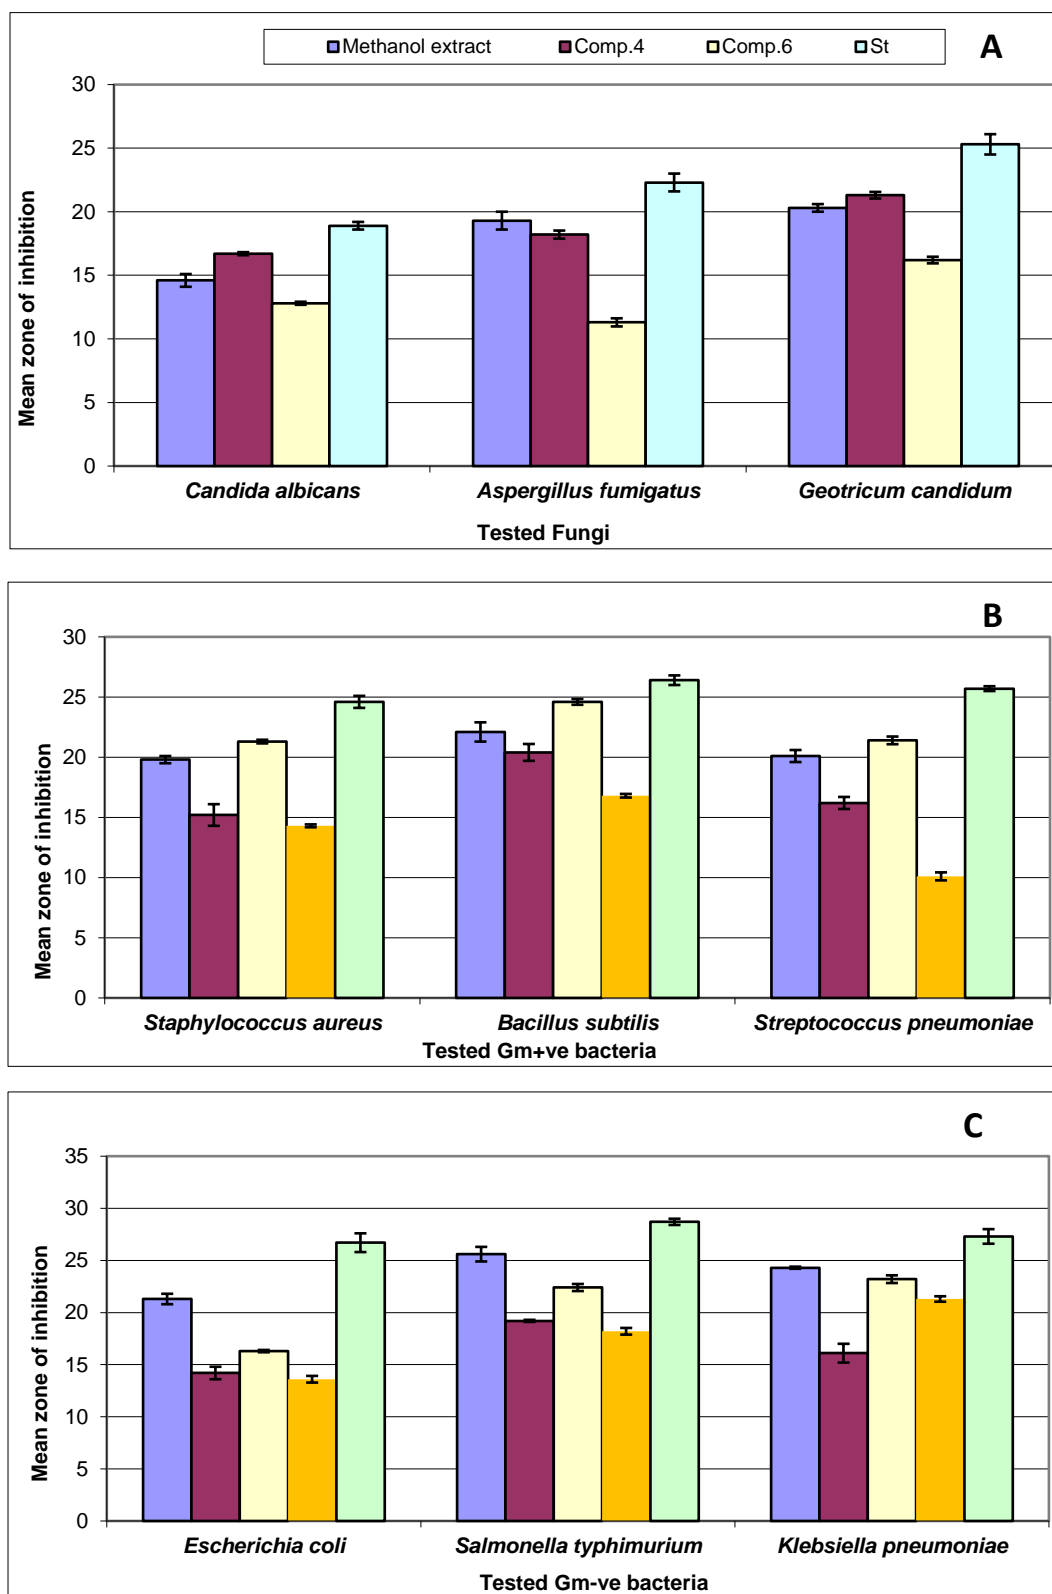 Methanol extract Comp.4 Comp.6 St
A
30
25
20
15
10
5
0
Mean zone of inhibition
Candida albicans Aspergillus fumigatus Geotricum candidum
Tested Fungi
B
30
25
20
15
10
5
0
Mean zone of inhibition
Staphylococcus aureus Bacillus subtilis Streptococcus pneumoniae
Tested Gm+ve bacteria
C
35
30
25
20
15
10
5
0
Mean zone of inhibition
Escherichia coli Salmonella typhimurium Klebsiella pneumoniae
Tested Gm-ve bacteria